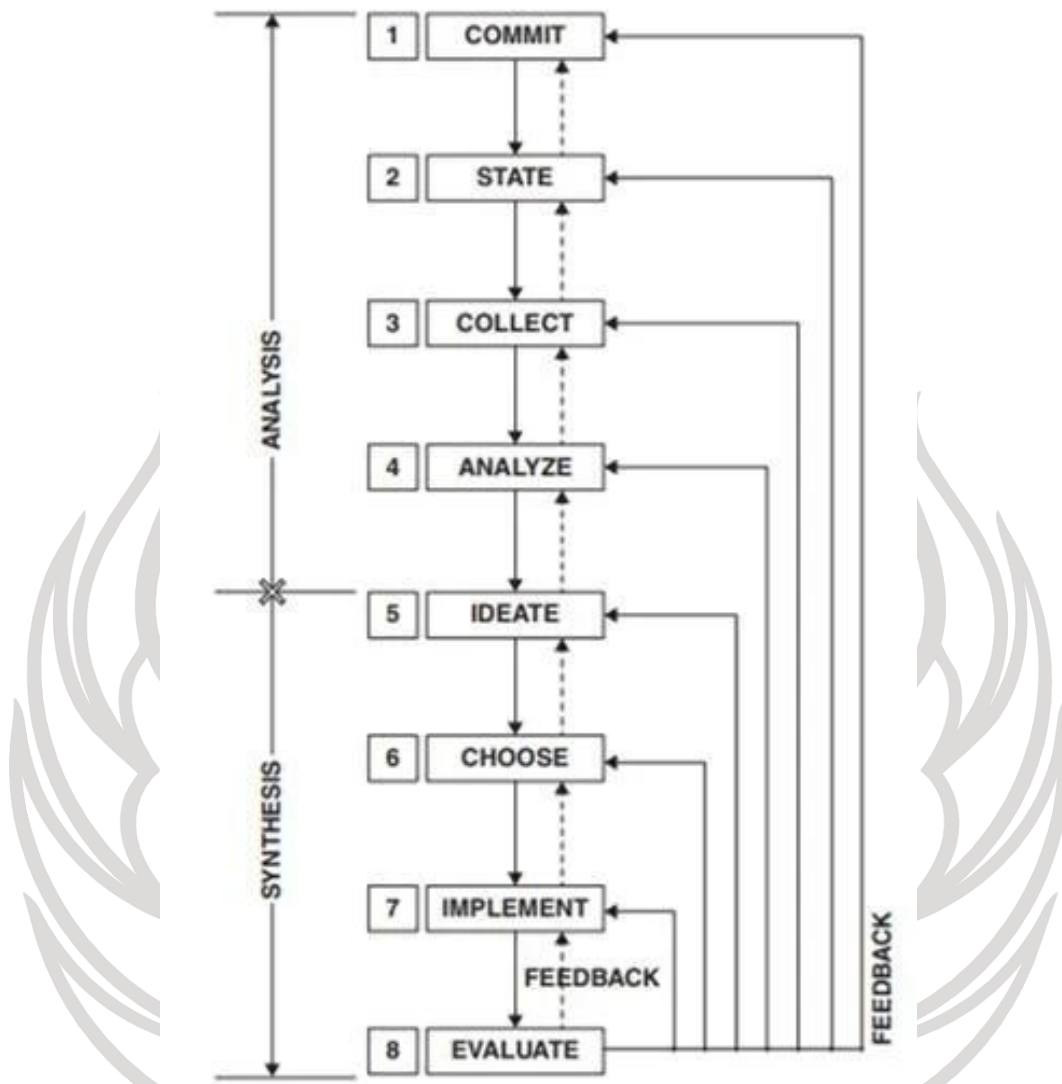 1 COMMIT
2 STATE
3 COLLECT
ANALYSIS
4 ANALYZE
5 IDEATE
6 CHOOSE
SYNTHESIS
7 IMPLEMENT
FEEDBACK
FEEDBACK
8 EVALUATE